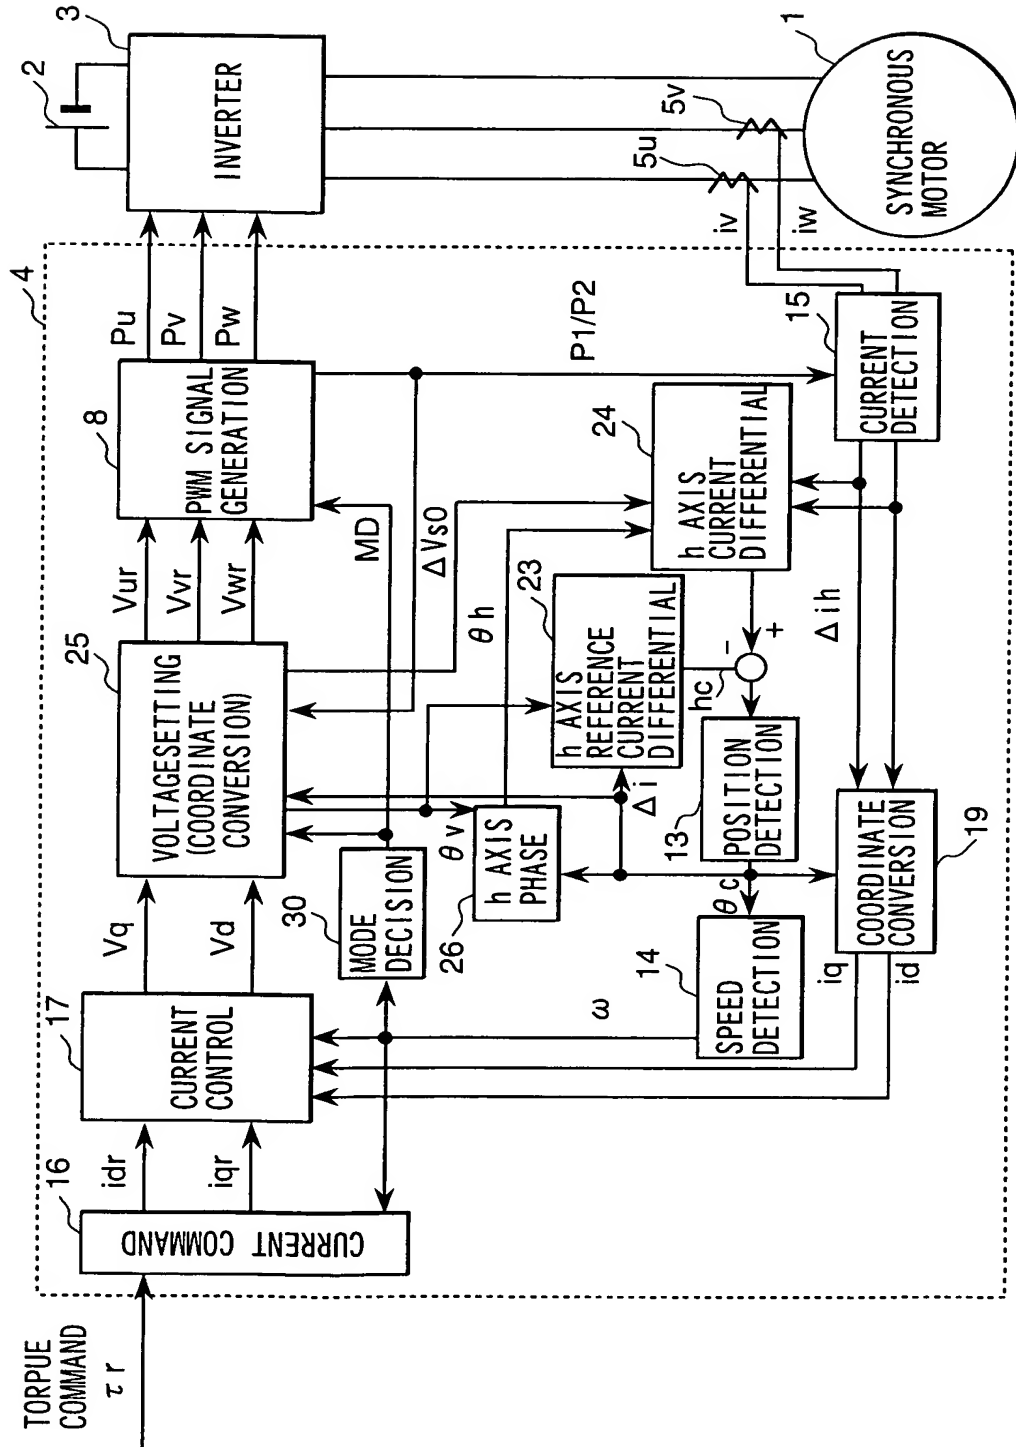 TORPUE
COMMAND
τr
16
CURRENT COMMAND
idr
iqr
17
CURRENT
CONTROL
Vq
Vd
25
VOLTAGESETTING
(COORDINATE
CONVERSION)
Vur
Vvr
Vwr
8
PWM SIGNAL
GENERATION
Pu
Pv
Pw
4
2
3
INVERTER
30
MODE
DECISION
MD
ΔVs0
θv
θh
26
h AXIS
PHASE
23
h AXIS
REFERENCE
CURRENT
DIFFERENTIAL
24
h AXIS
CURRENT
DIFFERENTIAL
P1/P2
ω
Δi
hc
-
+
14
SPEED
DETECTION
θc
13
POSITION
DETECTION
Δih
iq
id
19
COORDINATE
CONVERSION
15
CURRENT
DETECTION
iv
iw
5u
5v
1
SYNCHRONOUS
MOTOR